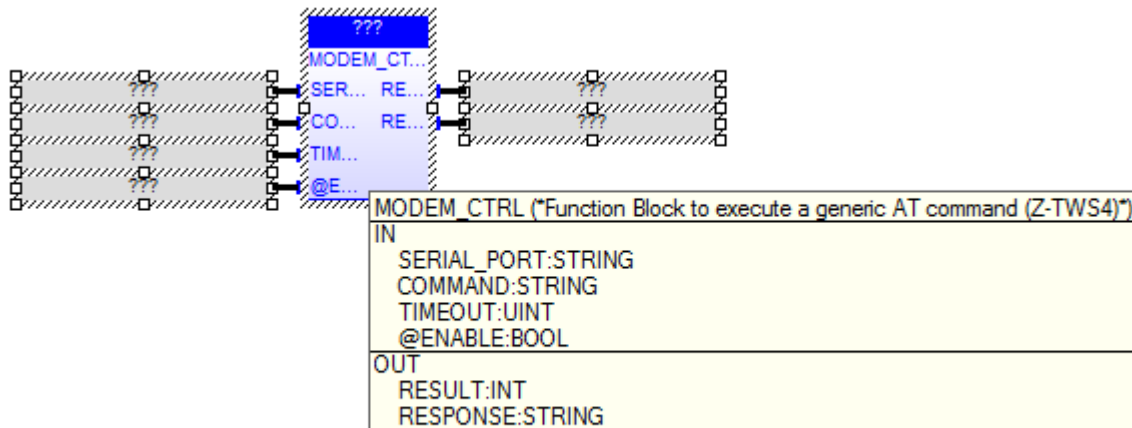 ???
MODEM_CT...
??? SER... RE... ???
??? CO... RE... ???
??? TIM...
??? @E...
MODEM_CTRL (*Function Block to execute a generic AT command (Z-TWS4)*)
IN
SERIAL_PORT:STRING
COMMAND:STRING
TIMEOUT:UINT
@ENABLE:BOOL
OUT
RESULT:INT
RESPONSE:STRING